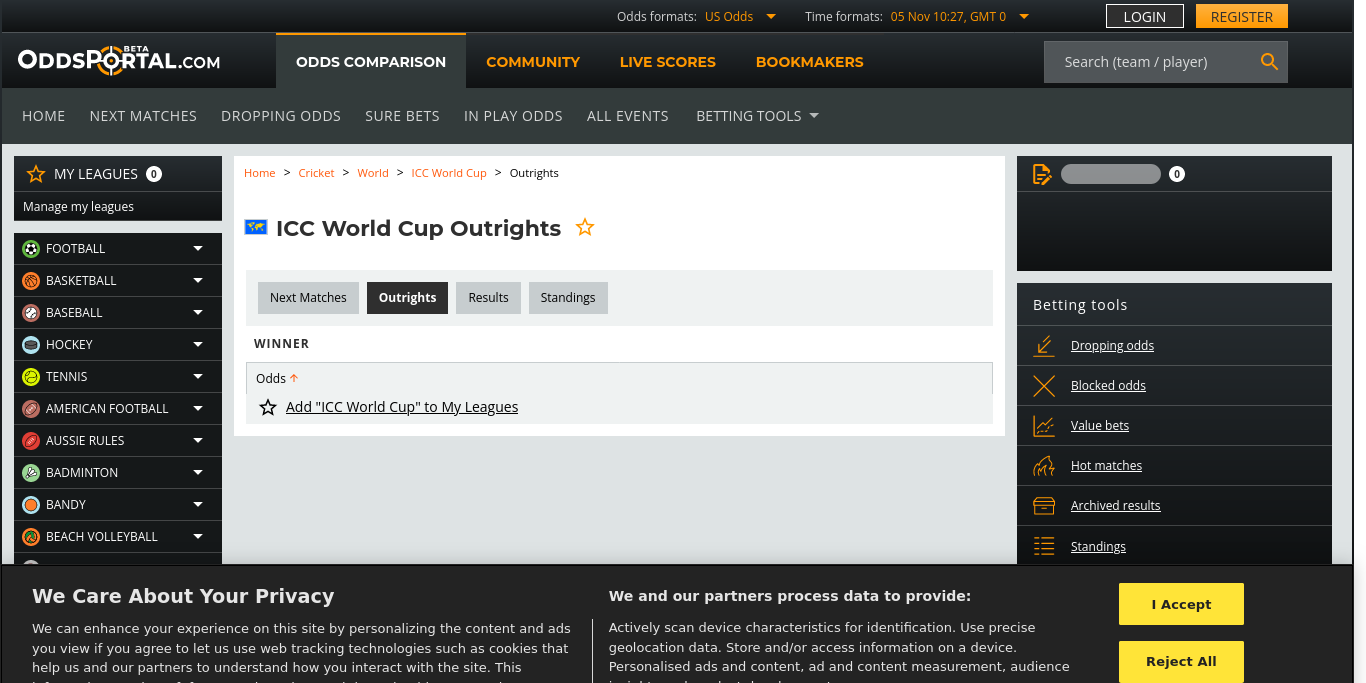 Odds formats: US Odds Time formats: 05 Nov 10:27, GMT 0 LOGIN REGISTER
ODDSPORTAL.COM BETA ODDS COMPARISON COMMUNITY LIVE SCORES BOOKMAKERS Search (team / player)
HOME NEXT MATCHES DROPPING ODDS SURE BETS IN PLAY ODDS ALL EVENTS BETTING TOOLS
MY LEAGUES 0
Manage my leagues
FOOTBALL
BASKETBALL
BASEBALL
HOCKEY
TENNIS
AMERICAN FOOTBALL
AUSSIE RULES
BADMINTON
BANDY
BEACH VOLLEYBALL
Home > Cricket > World > ICC World Cup > Outrights
ICC World Cup Outrights
Next Matches Outrights Results Standings
WINNER
Odds
Add "ICC World Cup" to My Leagues
0
Betting tools
Dropping odds
Blocked odds
Value bets
Hot matches
Archived results
Standings
We Care About Your Privacy
We can enhance your experience on this site by personalizing the content and ads
you view if you agree to let us use web tracking technologies such as cookies that
help us and our partners to understand how you interact with the site. This
We and our partners process data to provide:
Actively scan device characteristics for identification. Use precise
geolocation data. Store and/or access information on a device.
Personalised ads and content, ad and content measurement, audience
I Accept
Reject All